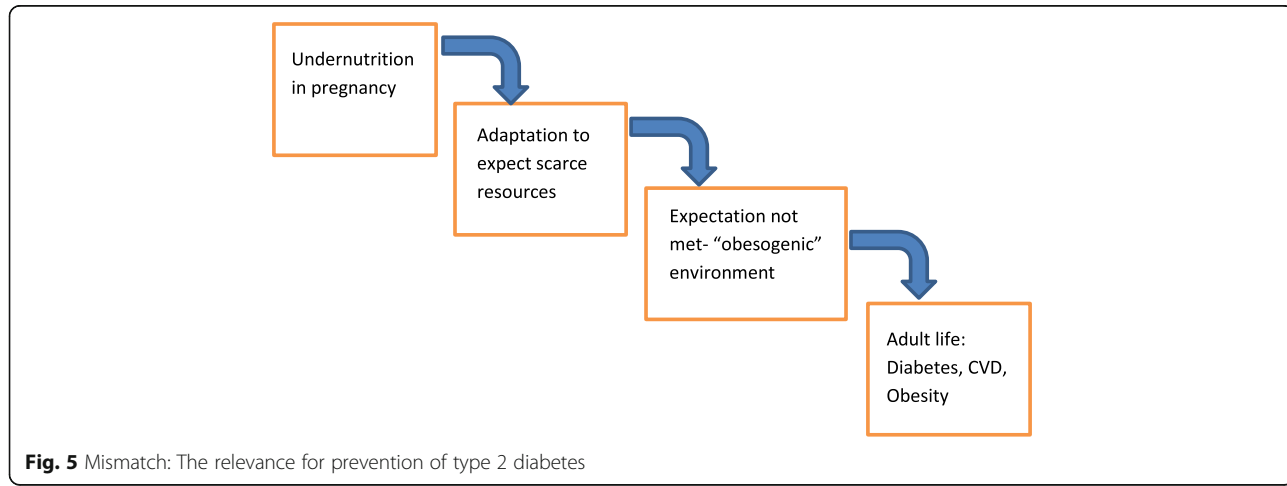 Undernutrition
in pregnancy
Adaptation to
expect scarce
resources
Expectation not
met- “obesogenic”
environment
Adult life:
Diabetes, CVD,
Obesity
Fig. 5 Mismatch: The relevance for prevention of type 2 diabetes